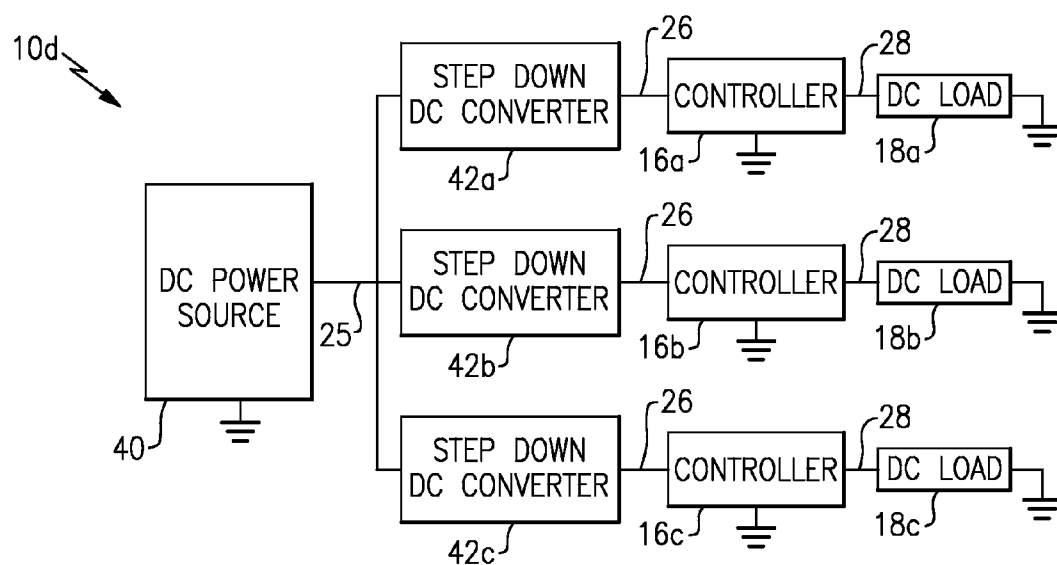 10d
26
28
STEP DOWN
DC CONVERTER
CONTROLLER
DC LOAD
42a
16a
18a
26
28
DC POWER
SOURCE
STEP DOWN
DC CONVERTER
CONTROLLER
DC LOAD
25
42b
16b
18b
26
28
40
STEP DOWN
DC CONVERTER
CONTROLLER
DC LOAD
42c
16c
18c